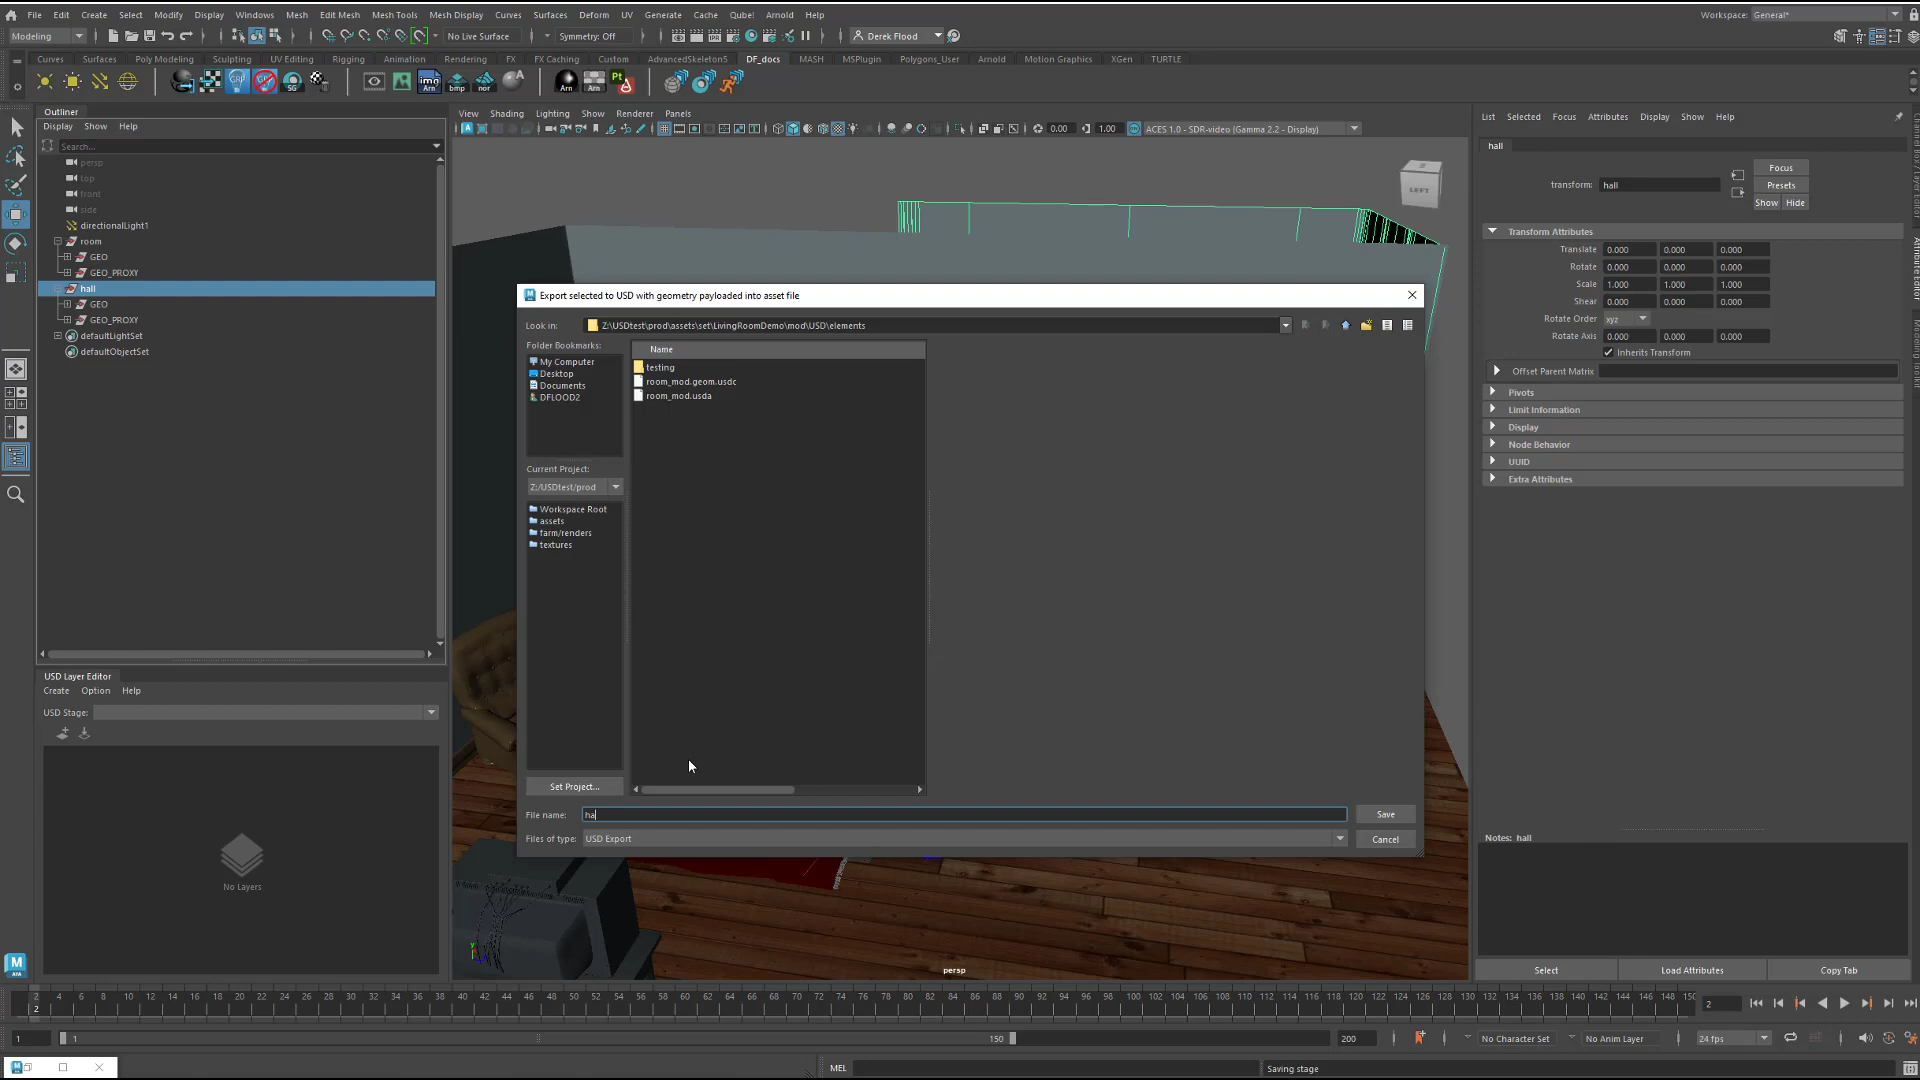 File Edit Create Select Modify Display Windows Mesh Edit Mesh Mesh Tools Mesh Display Curves Surfaces Deform UV Generate Cache Qube! Arnold Help
Workspace: General*
Modeling No Live Surface Symmetry: Off Derek Flood
Curves Surfaces Poly Modeling Sculpting UV Editing Rigging Animation Rendering FX FX Caching Custom AdvancedSkeleton5 DF_docs MASH MSPlugin Polygons_User Arnold Motion Graphics XGen TURTLE
Outliner
Display Show Help
Search...
persp
top
front
side
directionalLight1
room
GEO
GEO_PROXY
hall
GEO
GEO_PROXY
defaultLightSet
defaultObjectSet
USD Layer Editor
Create Option Help
USD Stage:
No Layers
View Shading Lighting Show Renderer Panels
0.00 1.00 ACES 1.0 - SDR-video (Gamma 2.2 - Display)
LEFT
Export selected to USD with geometry payloaded into asset file
Look in: Z:\USDtest\prod\assets\set\LivingRoomDemo\mod\USD\elements
Folder Bookmarks:
My Computer
Desktop
Documents
DFLOOD2
Name
testing
room_mod.geom.usdc
room_mod.usda
Current Project:
Z:/USDtest/prod
Workspace Root
assets
farm/renders
textures
Set Project...
File name: ha Save
Files of type: USD Export Cancel
persp
List Selected Focus Attributes Display Show Help
hall
transform: hall
Focus
Presets
Show Hide
Transform Attributes
Translate 0.000 0.000 0.000
Rotate 0.000 0.000 0.000
Scale 1.000 1.000 1.000
Shear 0.000 0.000 0.000
Rotate Order xyz
Rotate Axis 0.000 0.000 0.000
Inherits Transform
Offset Parent Matrix
Pivots
Limit Information
Display
Node Behavior
UUID
Extra Attributes
Notes: hall
Select Load Attributes Copy Tab
Channel Box / Layer Editor
Attribute Editor
Modeling Toolkit
2 4 6 8 10 12 14 16 18 20 22 24 26 28 30 32 34 36 38 40 42 44 46 48 50 52 54 56 58 60 62 64 66 68 70 72 74 76 78 80 82 84 86 88 90 92 94 96 98 100 102 104 106 108 110 112 114 116 118 120 122 124 126 128 130 132 134 136 138 140 142 144 146 148 150
2 2
1 1 150 200 No Character Set No Anim Layer 24 fps
MEL Saving stage